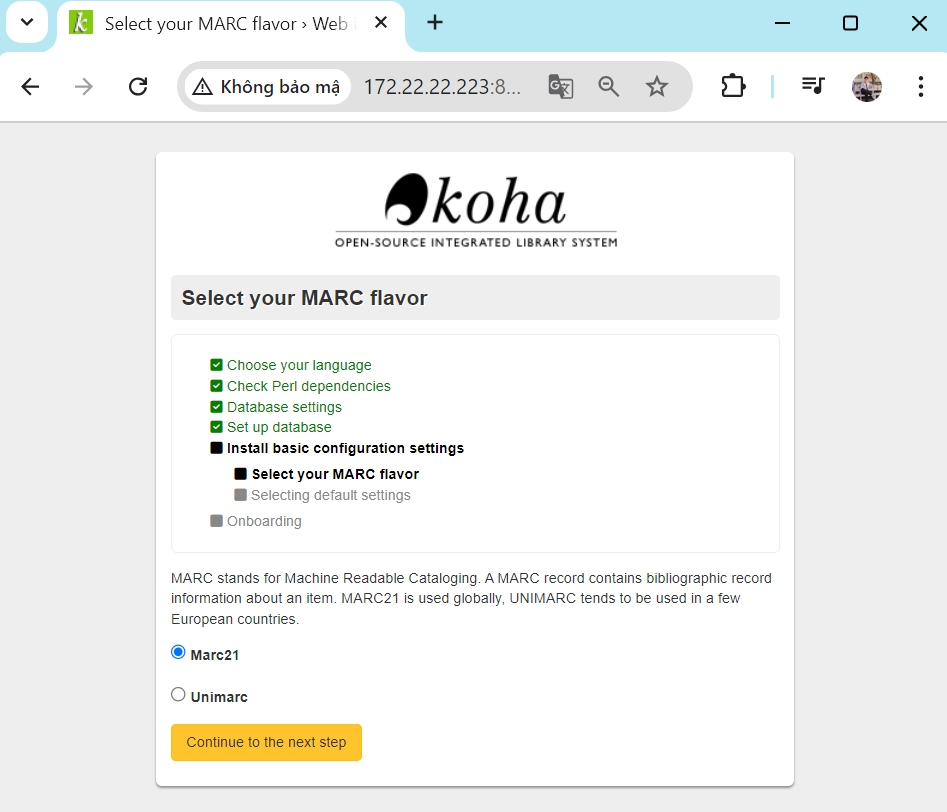 Select your MARC flavor › Web
Không bảo mậ
172.22.22.223:8...
koha
OPEN-SOURCE INTEGRATED LIBRARY SYSTEM
Select your MARC flavor
Choose your language
Check Perl dependencies
Database settings
Set up database
Install basic configuration settings
Select your MARC flavor
Selecting default settings
Onboarding
MARC stands for Machine Readable Cataloging. A MARC record contains bibliographic record
information about an item. MARC21 is used globally, UNIMARC tends to be used in a few
European countries.
Marc21
Unimarc
Continue to the next step